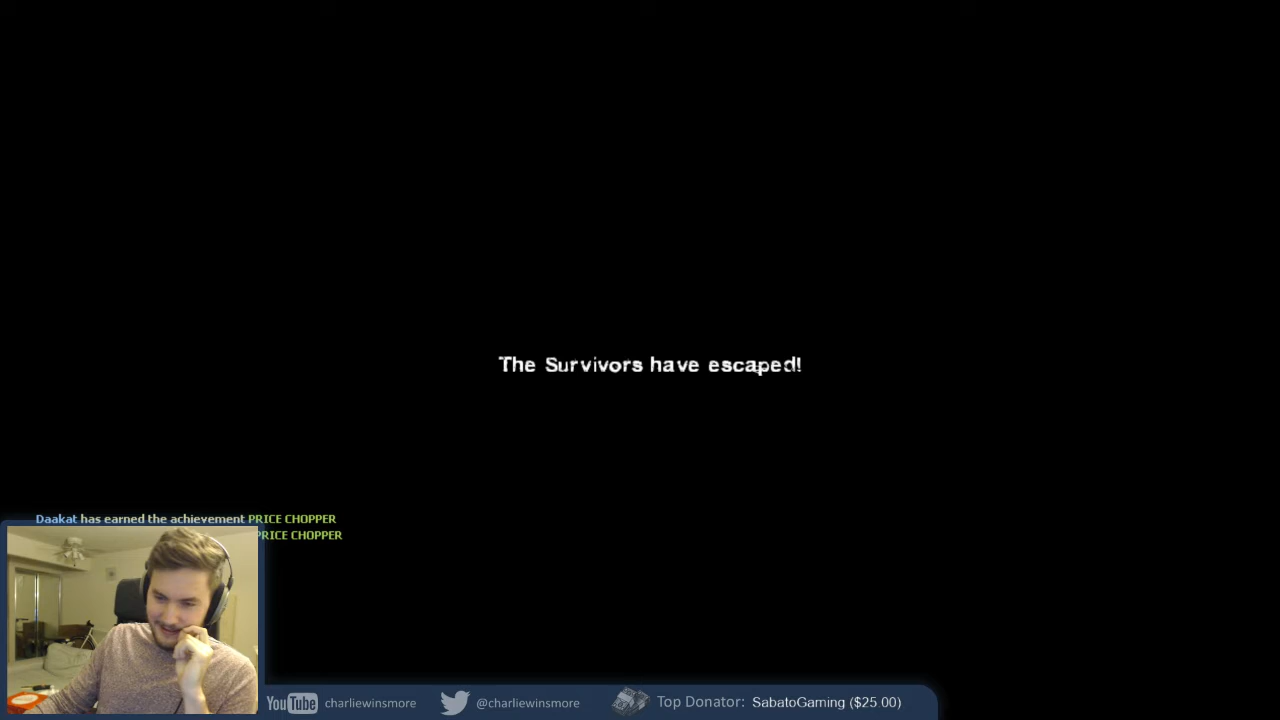 The Survivors have escaped!
Daakat has earned the achievement PRICE CHOPPER
PRICE CHOPPER
YouTube charliewinsmore @charliewinsmore Top Donator: SabatoGaming ($25.00)